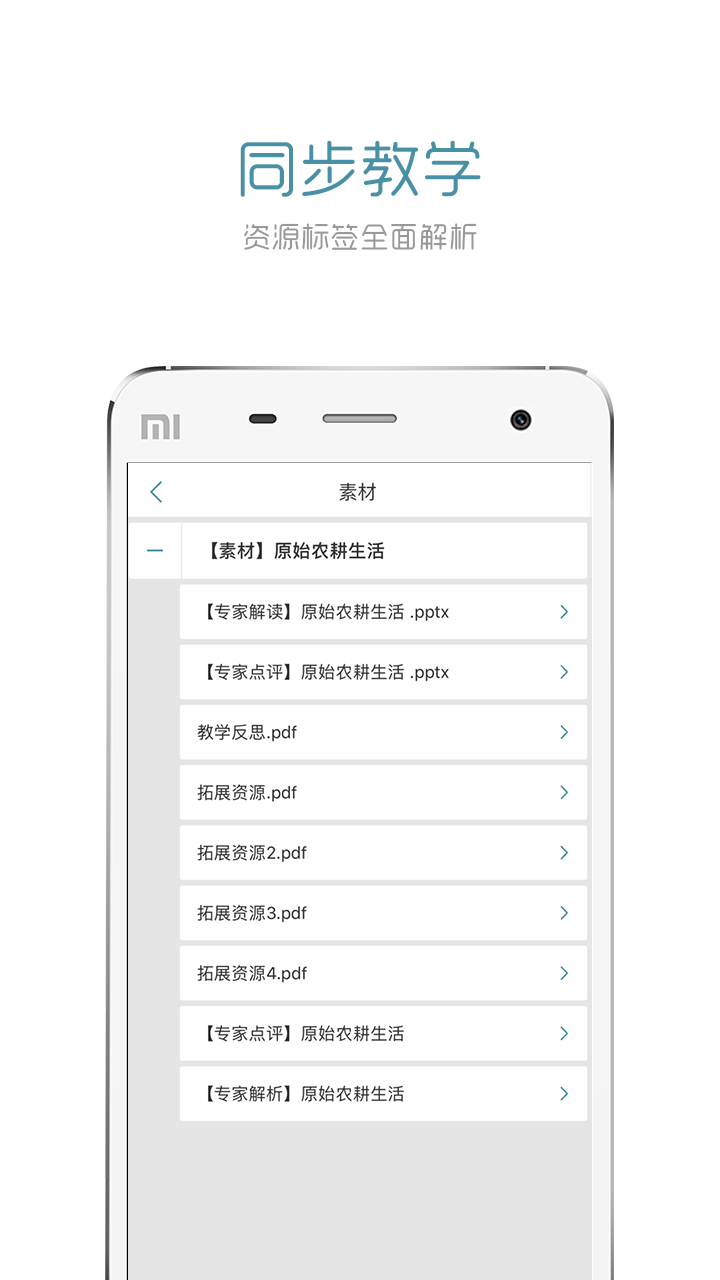 同步教学
资源标签全面解析
MI
素材
【素材】原始农耕生活
【专家解读】原始农耕生活 .pptx
【专家点评】原始农耕生活 .pptx
教学反思.pdf
拓展资源.pdf
拓展资源2.pdf
拓展资源3.pdf
拓展资源4.pdf
【专家点评】原始农耕生活
【专家解析】原始农耕生活